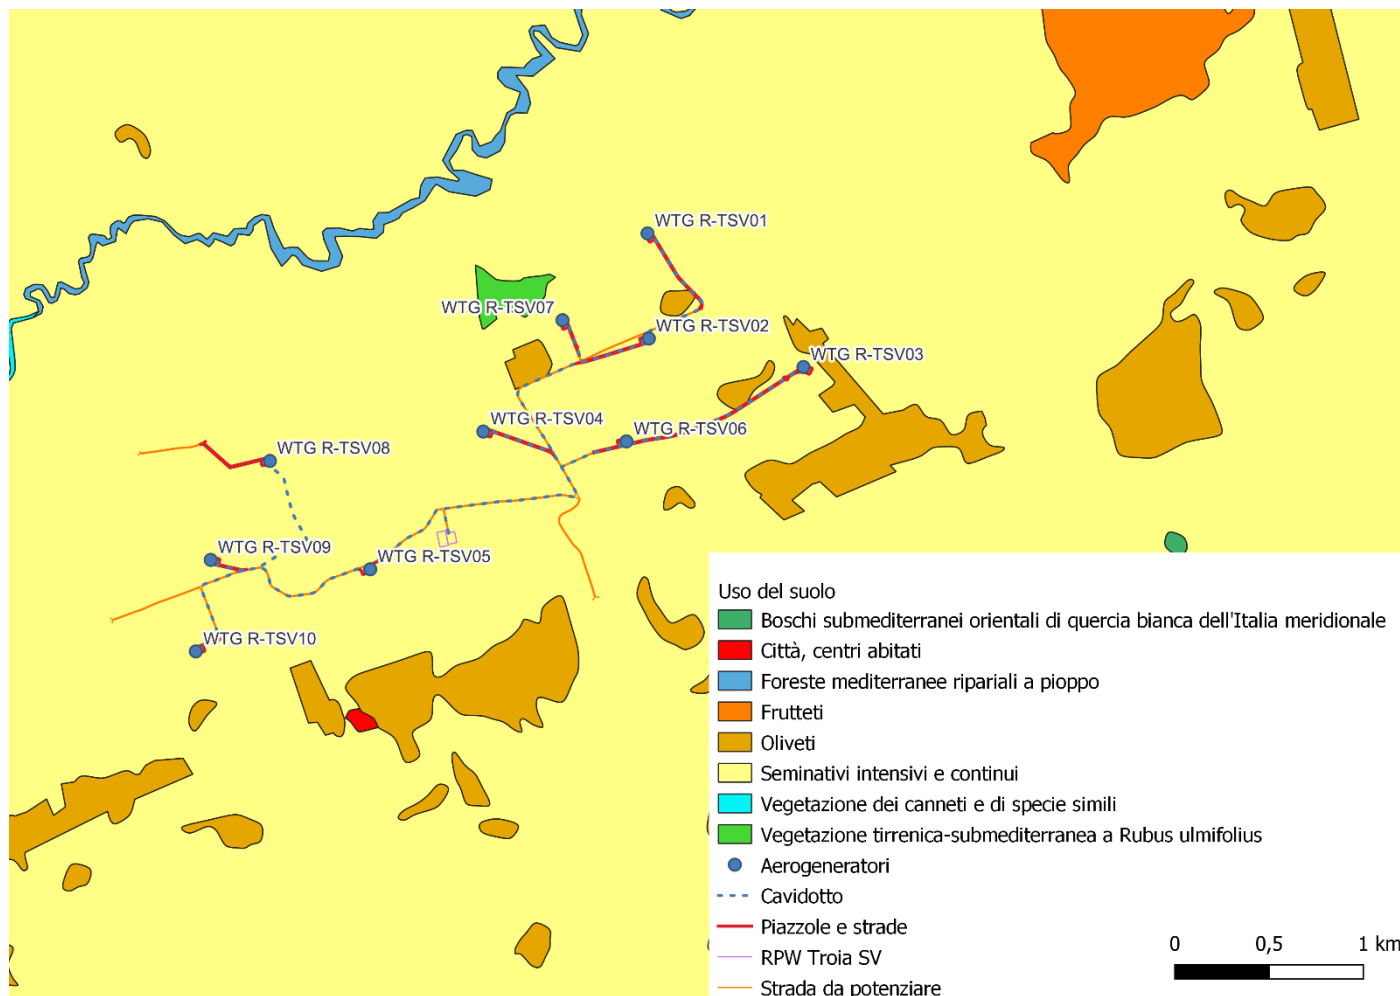 WTG R-TSV01
WTG R-TSV07
WTG R-TSV02
WTG R-TSV03
WTG R-TSV04
WTG R-TSV06
WTG R-TSV08
WTG R-TSV09
WTG R-TSV05
WTG R-TSV10
Uso del suolo
Boschi submediterranei orientali di quercia bianca dell'Italia meridionale
Città, centri abitati
Foreste mediterranee ripariali a pioppo
Frutteti
Oliveti
Seminativi intensivi e continui
Vegetazione dei canneti e di specie simili
Vegetazione tirrenica-submediterranea a Rubus ulmifolius
Aerogeneratori
Cavidotto
Piazzole e strade
RPW Troia SV
Strada da potenziare
0 0,5 1 km